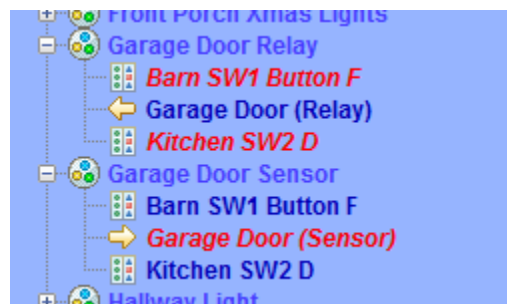 Front Porch Xmas Lights
Garage Door Relay
Barn SW1 Button F
Garage Door (Relay)
Kitchen SW2 D
Garage Door Sensor
Barn SW1 Button F
Garage Door (Sensor)
Kitchen SW2 D
Hallway Light